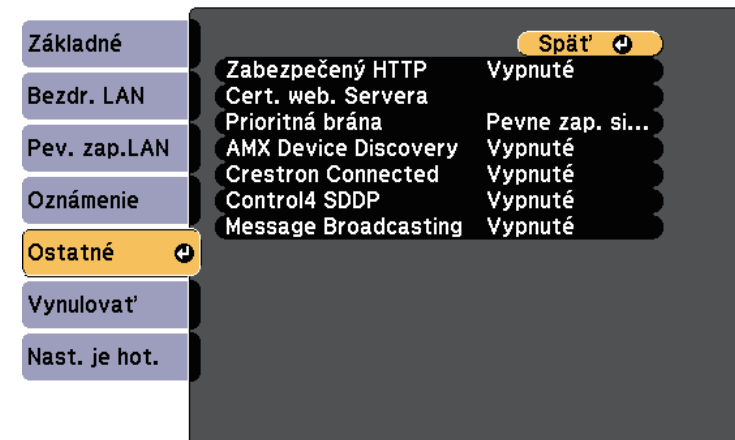 Základné
Bezdr. LAN
Pev. zap.LAN
Oznámenie
Ostatné
Vynulovať
Nast. je hot.
Späť
Zabezpečený HTTP Vypnuté
Cert. web. Servera
Prioritná brána Pevne zap. si...
AMX Device Discovery Vypnuté
Crestron Connected Vypnuté
Control4 SDDP Vypnuté
Message Broadcasting Vypnuté